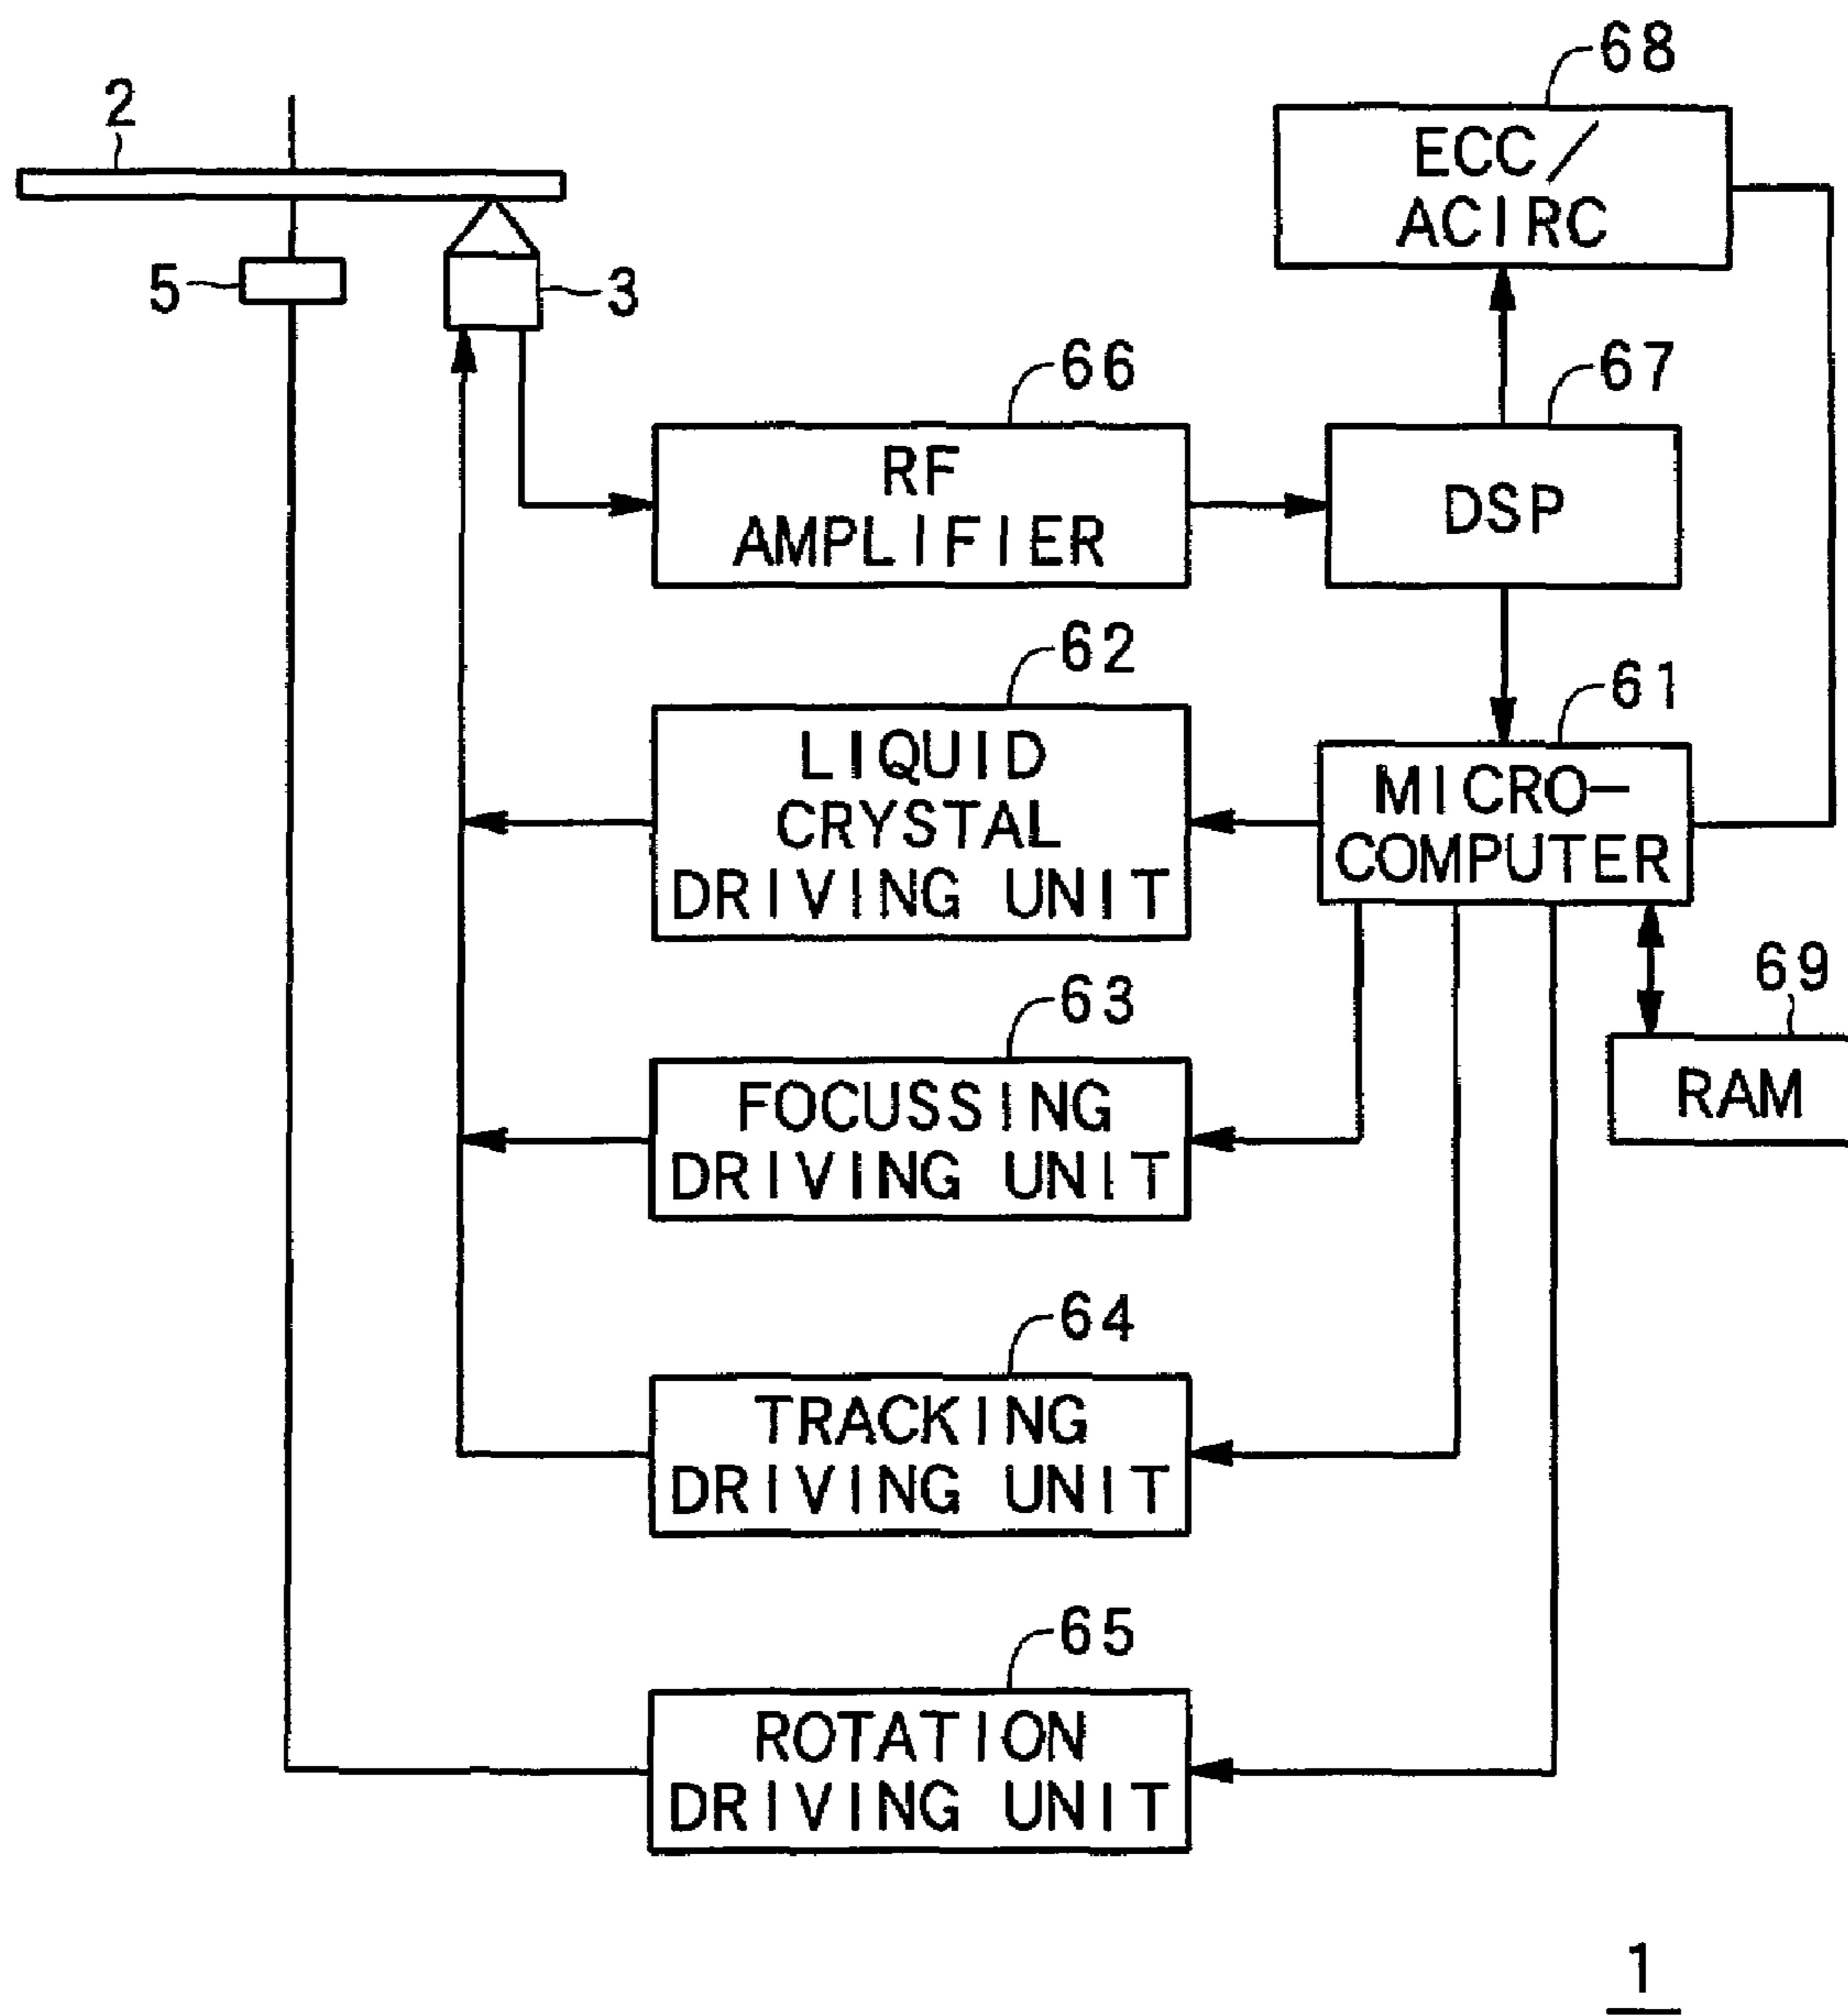 68
2
ECC/
ACIRC
5
3
66
67
RF
AMPLIFIER
DSP
62
61
LIQUID
CRYSTAL
DRIVING UNIT
MICRO-
COMPUTER
69
63
RAM
FOCUSSING
DRIVING UNIT
64
TRACKING
DRIVING UNIT
65
ROTATION
DRIVING UNIT
1